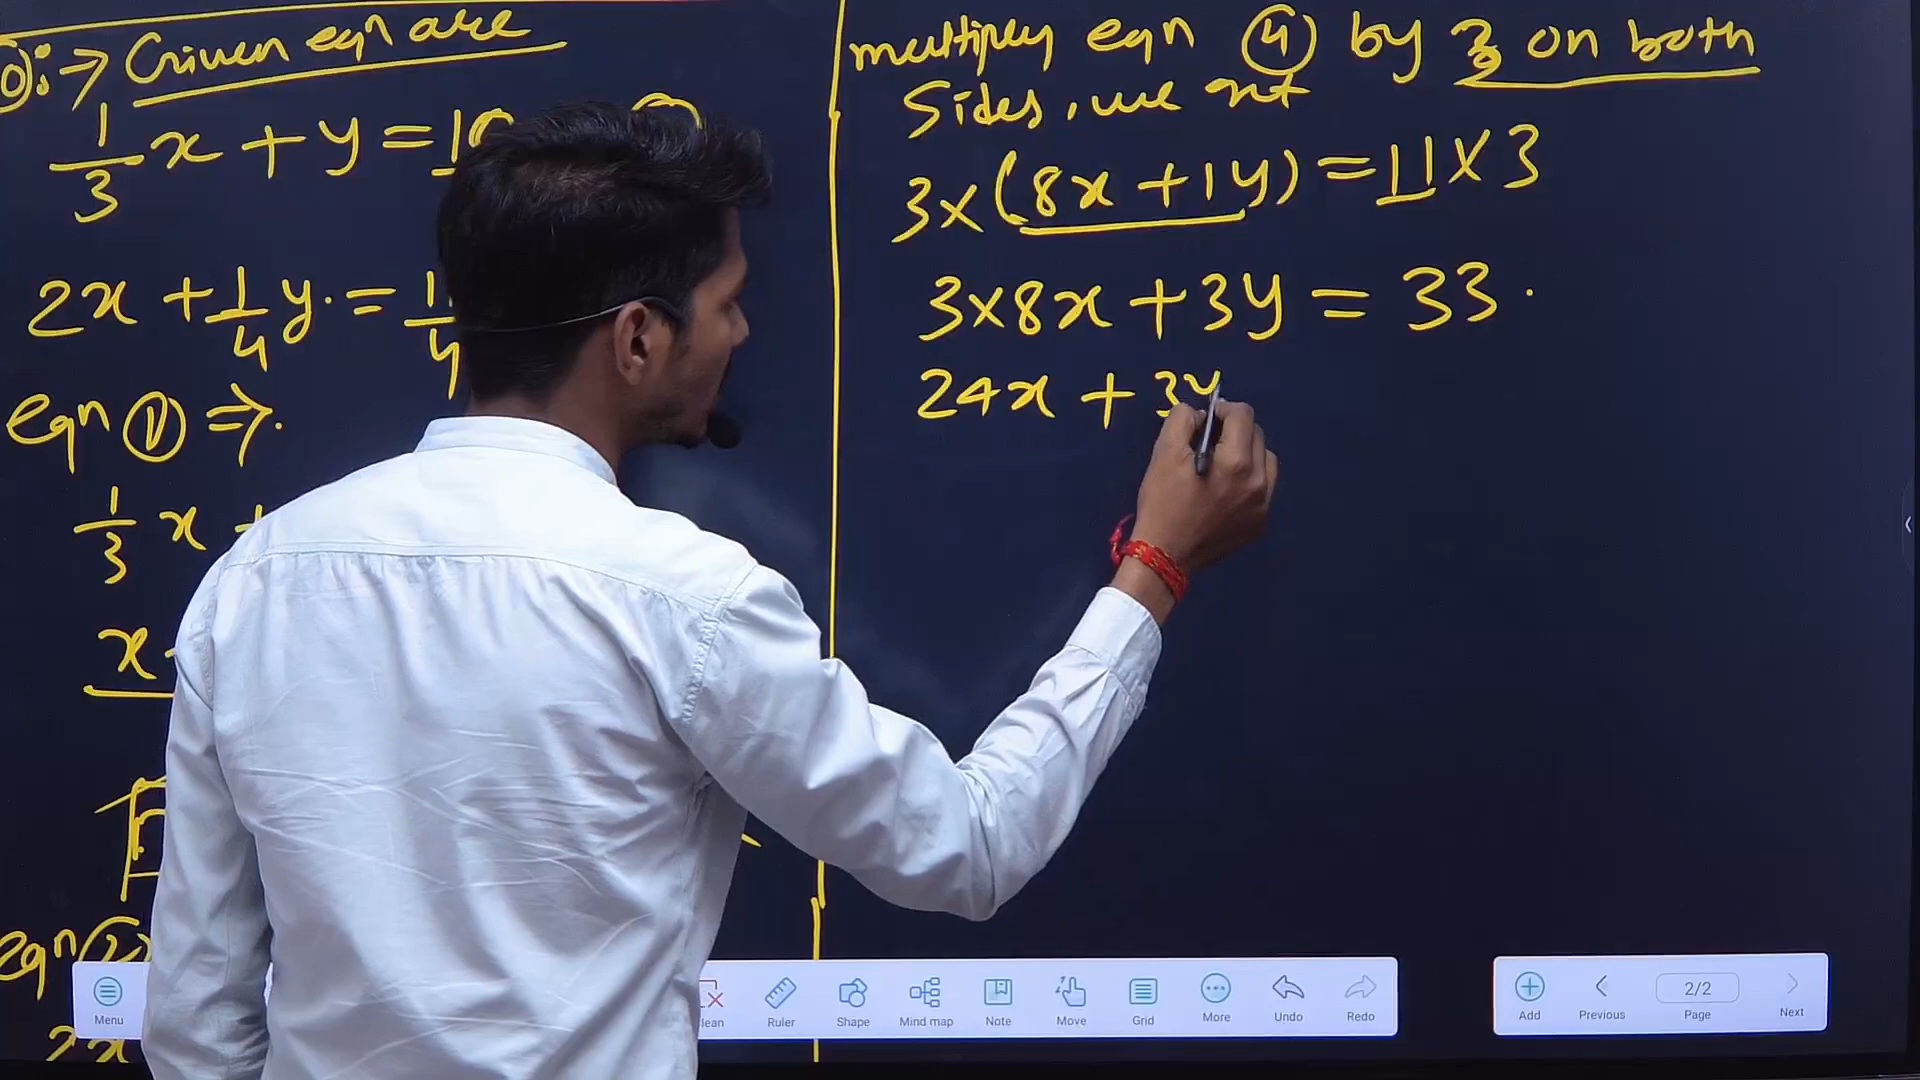 Given eqn are
1/3 x + y = 10
2x + 1/4 y. =
eqn ① ⇒.
1/3 x +
x -
eqn ②
2x
multiply eqn ④ by 3 on both
Sides, we get
3×(8x + 1y) = 11×3
3×8x + 3y = 33.
24x + 3y
Menu
Ruler
Shape
Mind map
Note
Move
Grid
More
Undo
Redo
Add
Previous
2/2
Page
Next